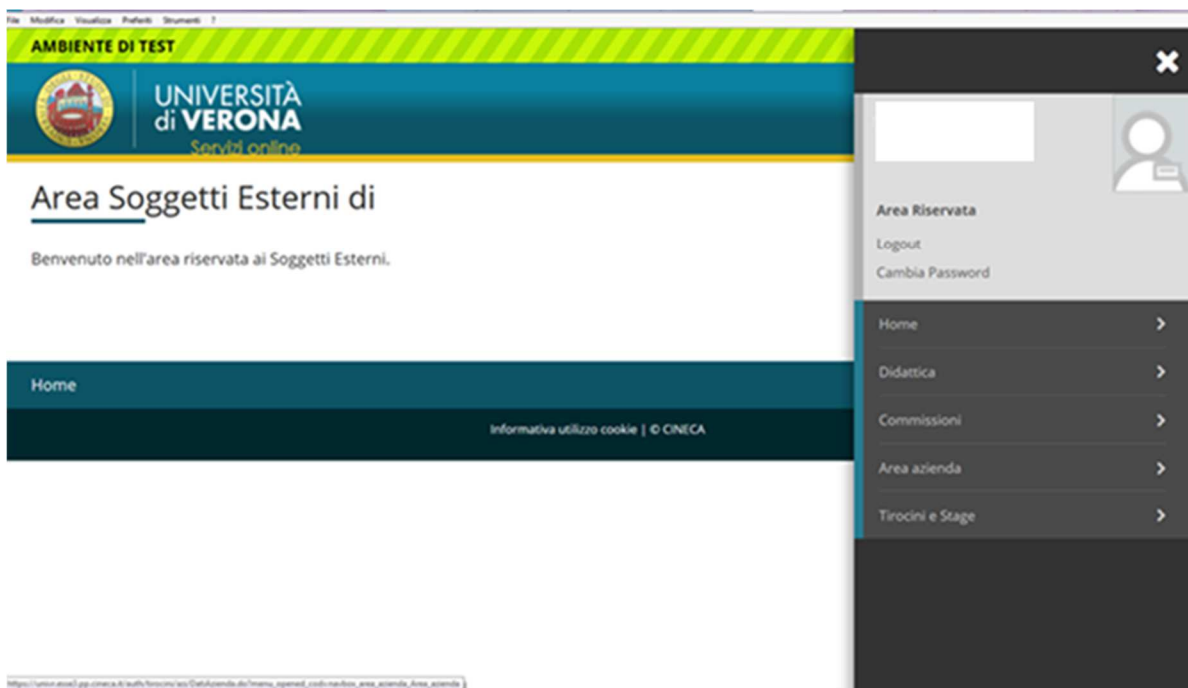 File Modifica Visualizza Preferiti Strumenti ?
AMBIENTE DI TEST
UNIVERSITÀ
di VERONA
Servizi online
Area Soggetti Esterni di
Benvenuto nell'area riservata ai Soggetti Esterni.
Home
Informativa utilizzo cookie | © CINECA
Area Riservata
Logout
Cambia Password
Home
Didattica
Commissioni
Area azienda
Tirocini e Stage